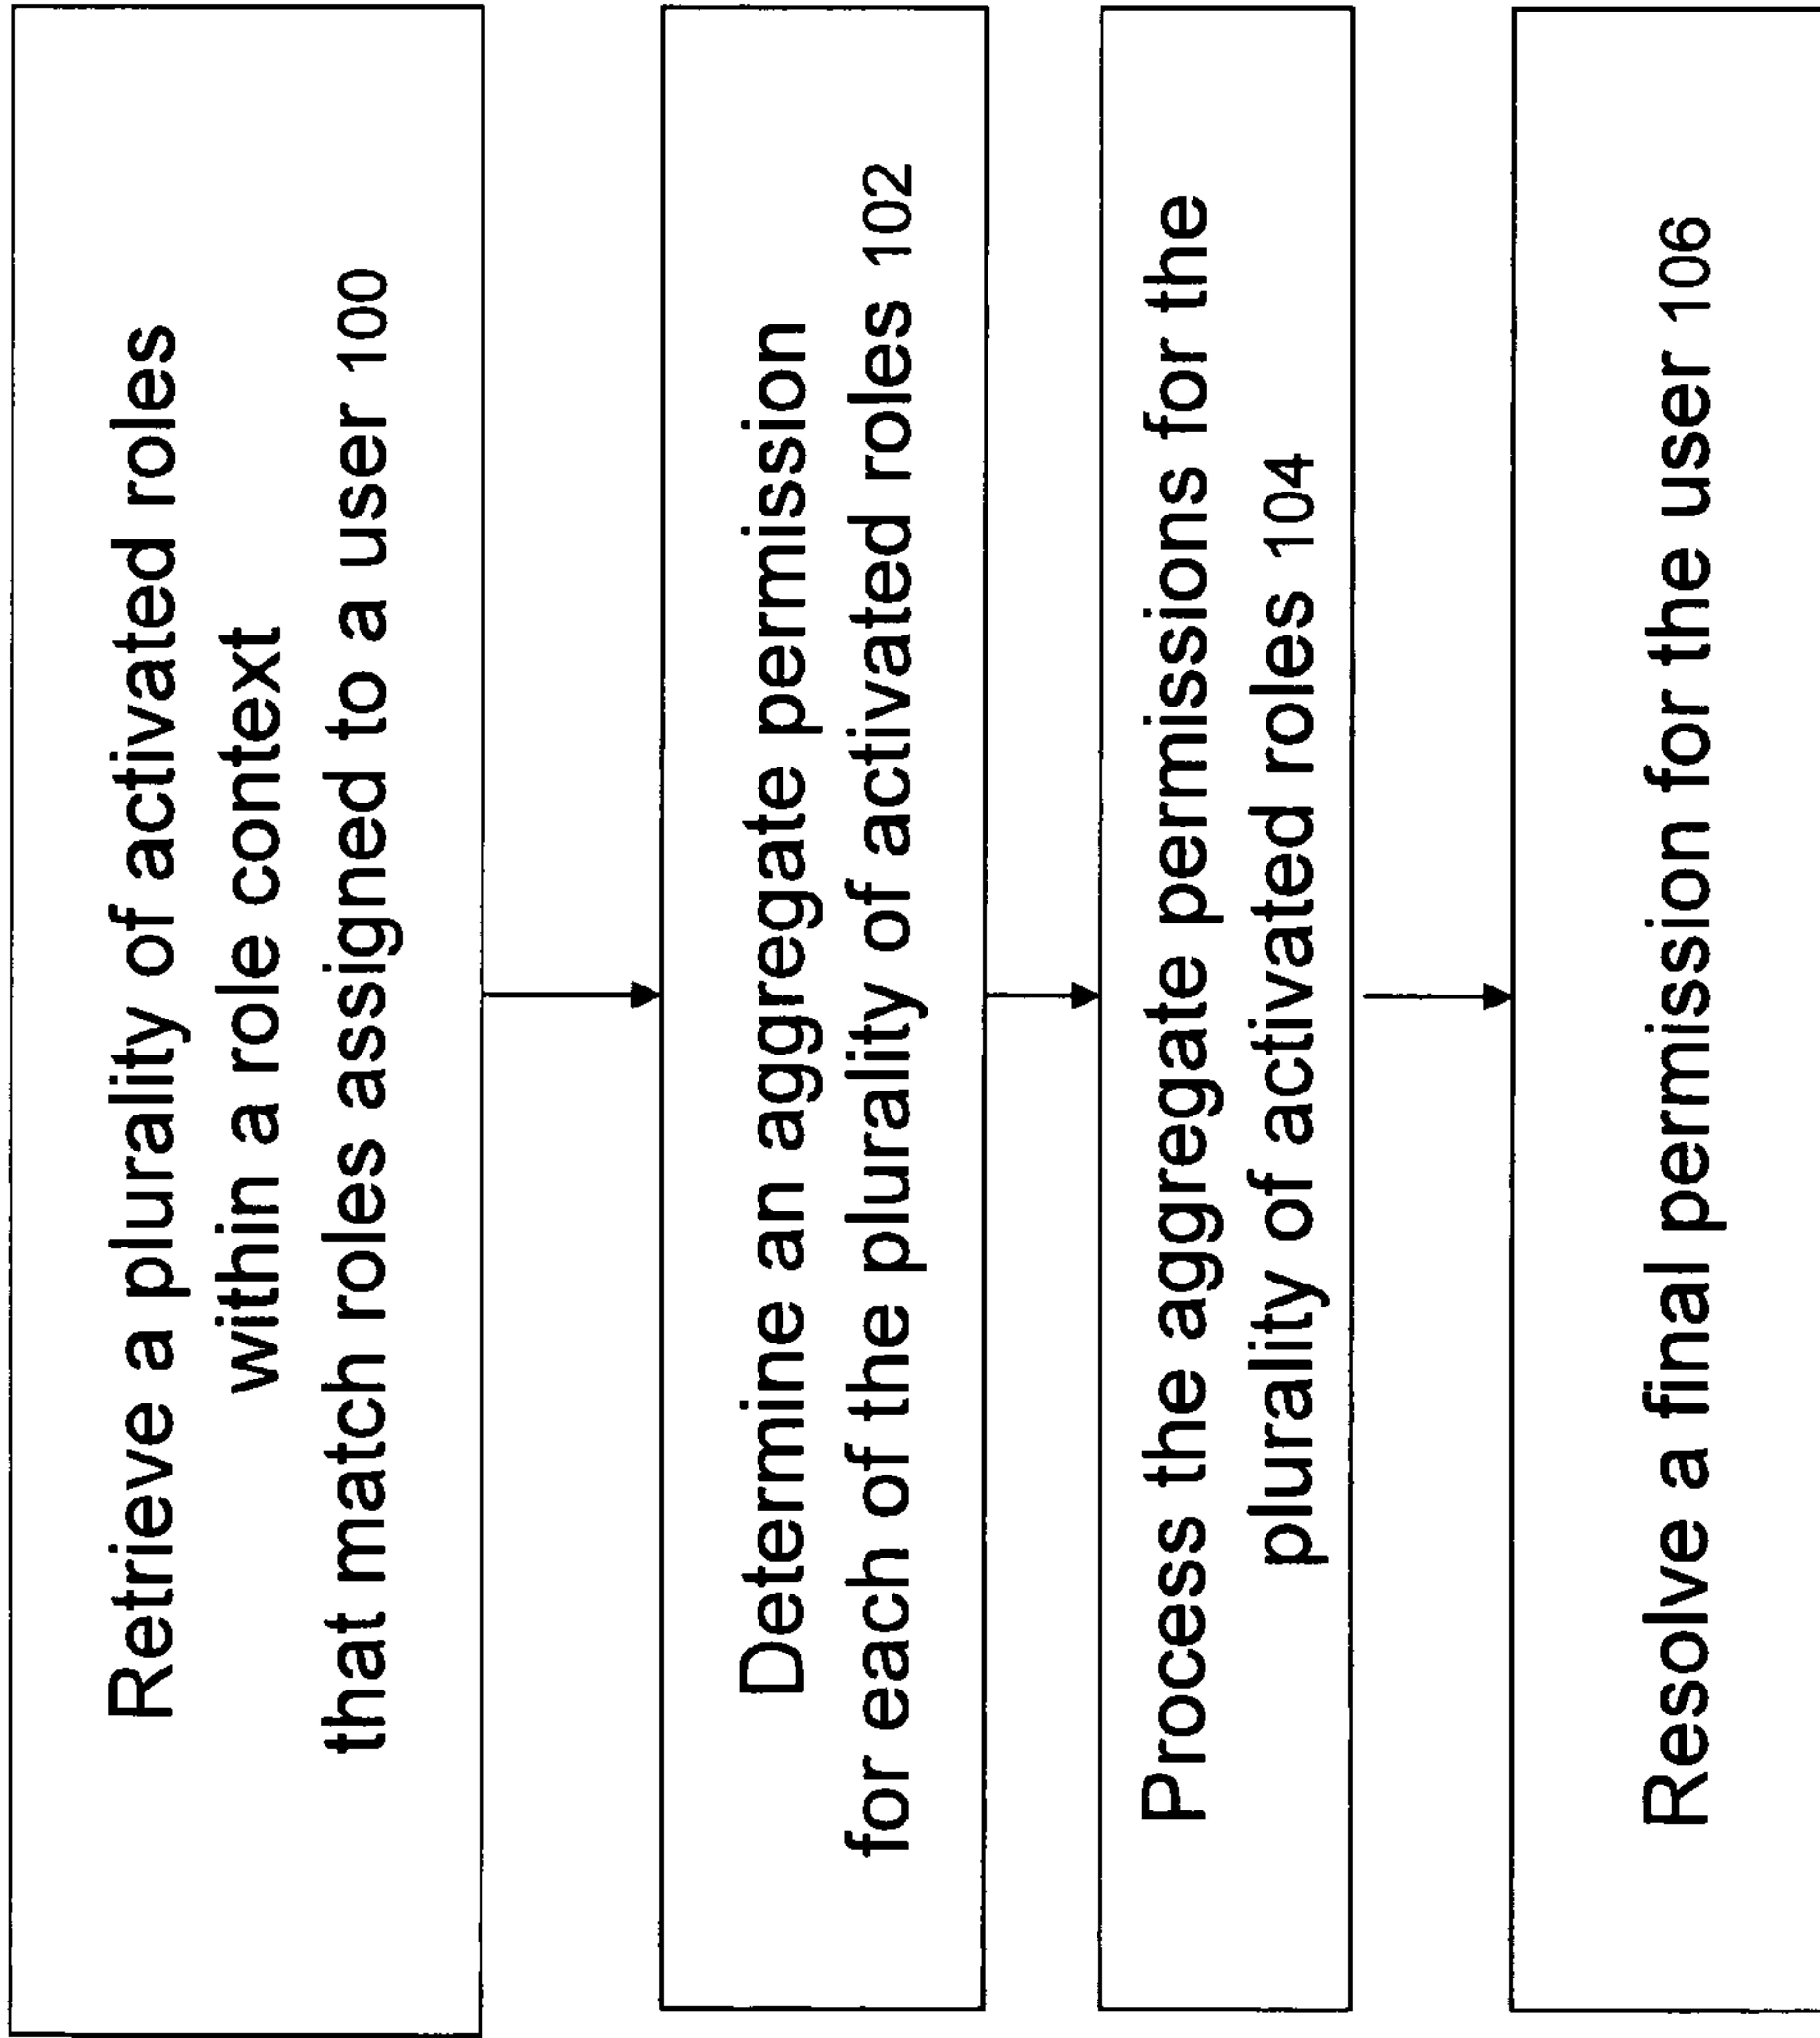 Retrieve a plurality of activated roles
within a role context
that match roles assigned to a user 100
Determine an aggregate permission
for each of the plurality of activated roles 102
Process the aggregate permissions for the
plurality of activated roles 104
Resolve a final permission for the user 106